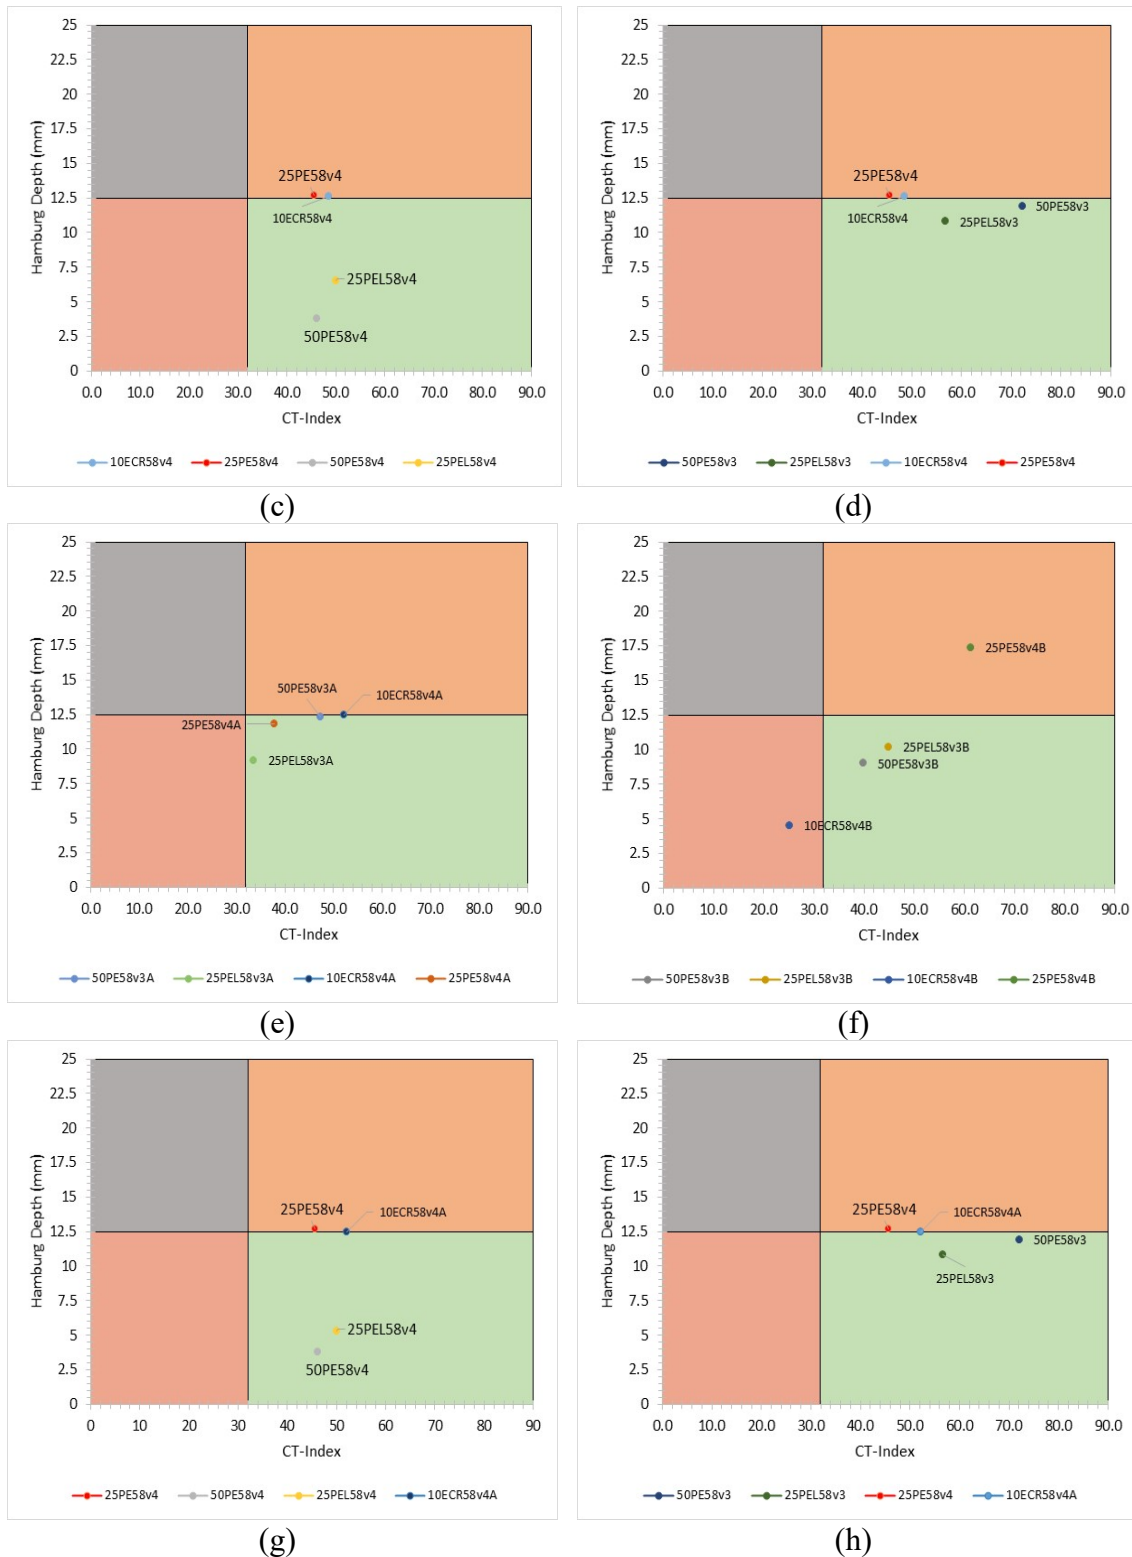 25
22.5
20
17.5
15
12.5
10
7.5
5
2.5
0
Hamburg Depth (mm)
25PE58v4
10ECR58v4
25PEL58v4
50PE58v4
0.0 10.0 20.0 30.0 40.0 50.0 60.0 70.0 80.0 90.0
CT-Index
10ECR58v4 25PE58v4 50PE58v4 25PEL58v4
(c)
25
22.5
20
17.5
15
12.5
10
7.5
5
2.5
0
Hamburg Depth (mm)
25PE58v4
10ECR58v4
50PE58v3
25PEL58v3
0.0 10.0 20.0 30.0 40.0 50.0 60.0 70.0 80.0 90.0
CT-Index
50PE58v3 25PEL58v3 10ECR58v4 25PE58v4
(d)
25
22.5
20
17.5
15
12.5
10
7.5
5
2.5
0
Hamburg Depth (mm)
50PE58v3A
10ECR58v4A
25PE58v4A
25PEL58v3A
0.0 10.0 20.0 30.0 40.0 50.0 60.0 70.0 80.0 90.0
CT-Index
50PE58v3A 25PEL58v3A 10ECR58v4A 25PE58v4A
(e)
25
22.5
20
17.5
15
12.5
10
7.5
5
2.5
0
Hamburg Depth (mm)
25PE58v4B
25PEL58v3B
50PE58v3B
10ECR58v4B
0.0 10.0 20.0 30.0 40.0 50.0 60.0 70.0 80.0 90.0
CT-Index
50PE58v3B 25PEL58v3B 10ECR58v4B 25PE58v4B
(f)
25
22.5
20
17.5
15
12.5
10
7.5
5
2.5
0
Hamburg Depth (mm)
25PE58v4
10ECR58v4A
25PEL58v4
50PE58v4
0 10 20 30 40 50 60 70 80 90
CT-Index
25PE58v4 50PE58v4 25PEL58v4 10ECR58v4A
(g)
25
22.5
20
17.5
15
12.5
10
7.5
5
2.5
0
Hamburg Depth (mm)
25PE58v4
10ECR58v4A
50PE58v3
25PEL58v3
0.0 10.0 20.0 30.0 40.0 50.0 60.0 70.0 80.0 90.0
CT-Index
50PE58v3 25PEL58v3 25PE58v4 10ECR58v4A
(h)